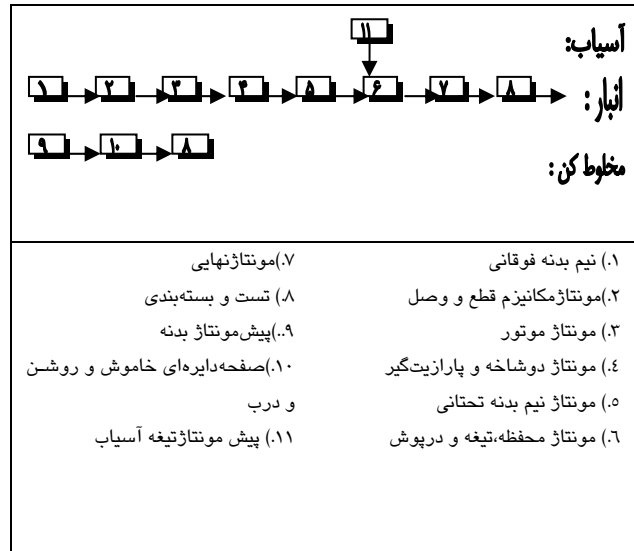 آسیاب:
۱۱
۱ ۲ ۳ ۴ ۵ ۶ ۷ ۸
انبار :
۹ ۱۰ ۸
مخلوط کن :
۱.) نیم بدنه فوقانی
۲.)مونتاژمکانیزم قطع و وصل
۳.) مونتاژ موتور
٤.) مونتاژ دوشاخه و پارازیت‌گیر
٥.) مونتاژ نیم بدنه تحتانی
٦.) مونتاژ محفظه،تیغه و درپوش
۷.)مونتاژنهایی
۸.) تست و بسته‌بندی
۹..)پیش‌مونتاژ بدنه
۱۰.)صفحه‌دایره‌ای خاموش و روشن
و درب
۱۱.) پیش مونتاژتیغه آسیاب